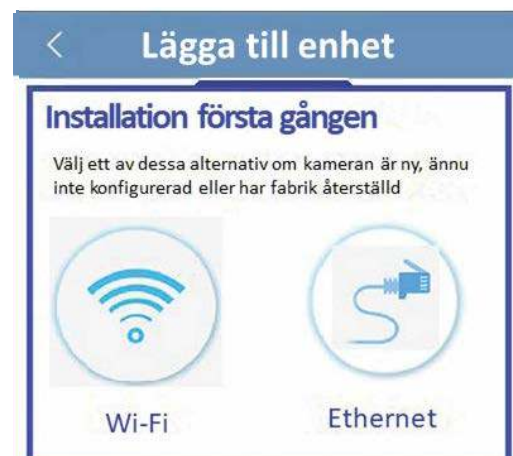 Lägga till enhet
Installation första gången
Välj ett av dessa alternativ om kameran är ny, ännu
inte konfigurerad eller har fabrik återställd
Wi-Fi
Ethernet